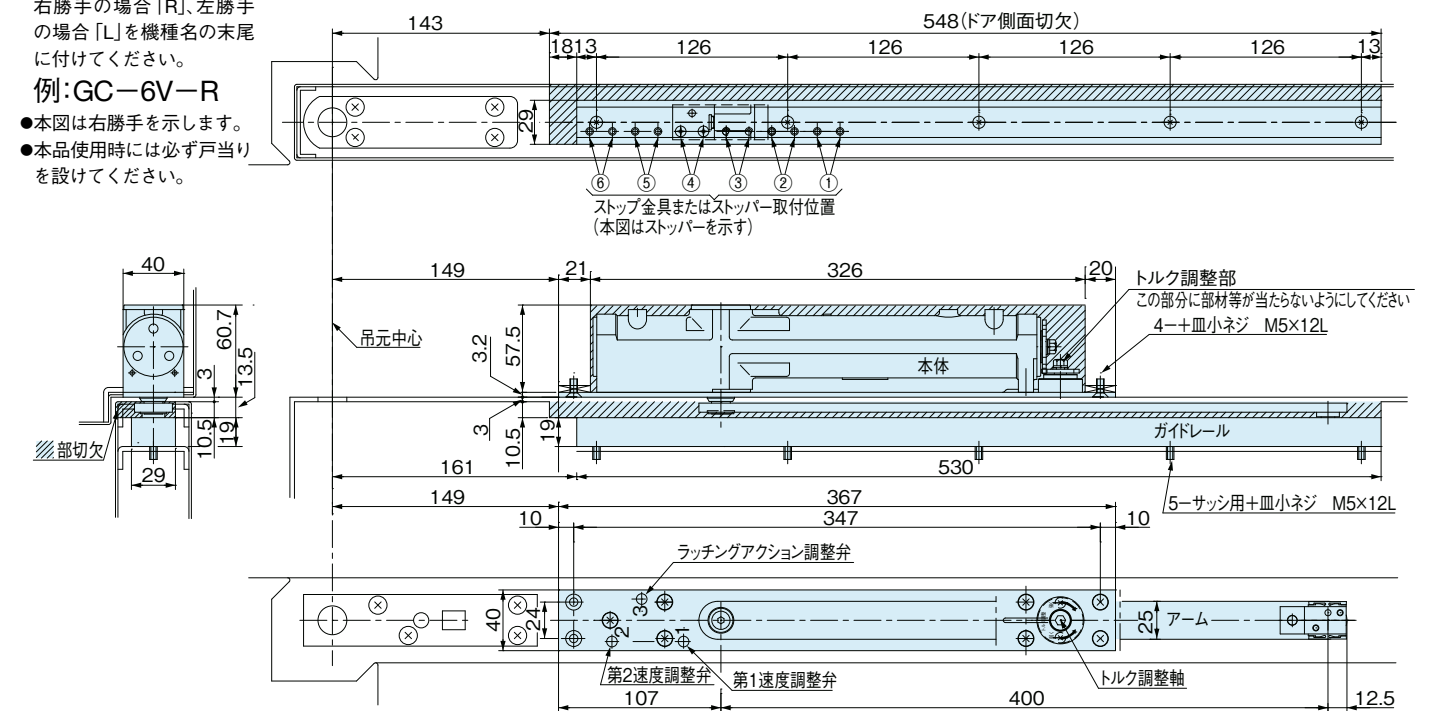 右勝手の場合「R」、左勝手
の場合「L」を機種名の末尾
に付けてください。
例:GC−6V−R
●本図は右勝手を示します。
●本品使用時には必ず戸当り
を設けてください。
143
548(ドア側面切欠)
18
13
126
126
126
126
13
29
⑥
⑤
④
③
②
①
ストップ金具またはストッパー取付位置
(本図はストッパーを示す)
40
60.7
3
13.5
10.5
19
部切欠
29
149
21
326
20
トルク調整部
この部分に部材等が当たらないようにしてください
4−+皿小ネジ M5×12L
吊元中心
3.2
57.5
本体
3
10.5
19
ガイドレール
161
530
5−サッシ用+皿小ネジ M5×12L
149
367
10
347
10
ラッチングアクション調整弁
40
24
3
2
1
25
アーム
第2速度調整弁
第1速度調整弁
トルク調整軸
107
400
12.5